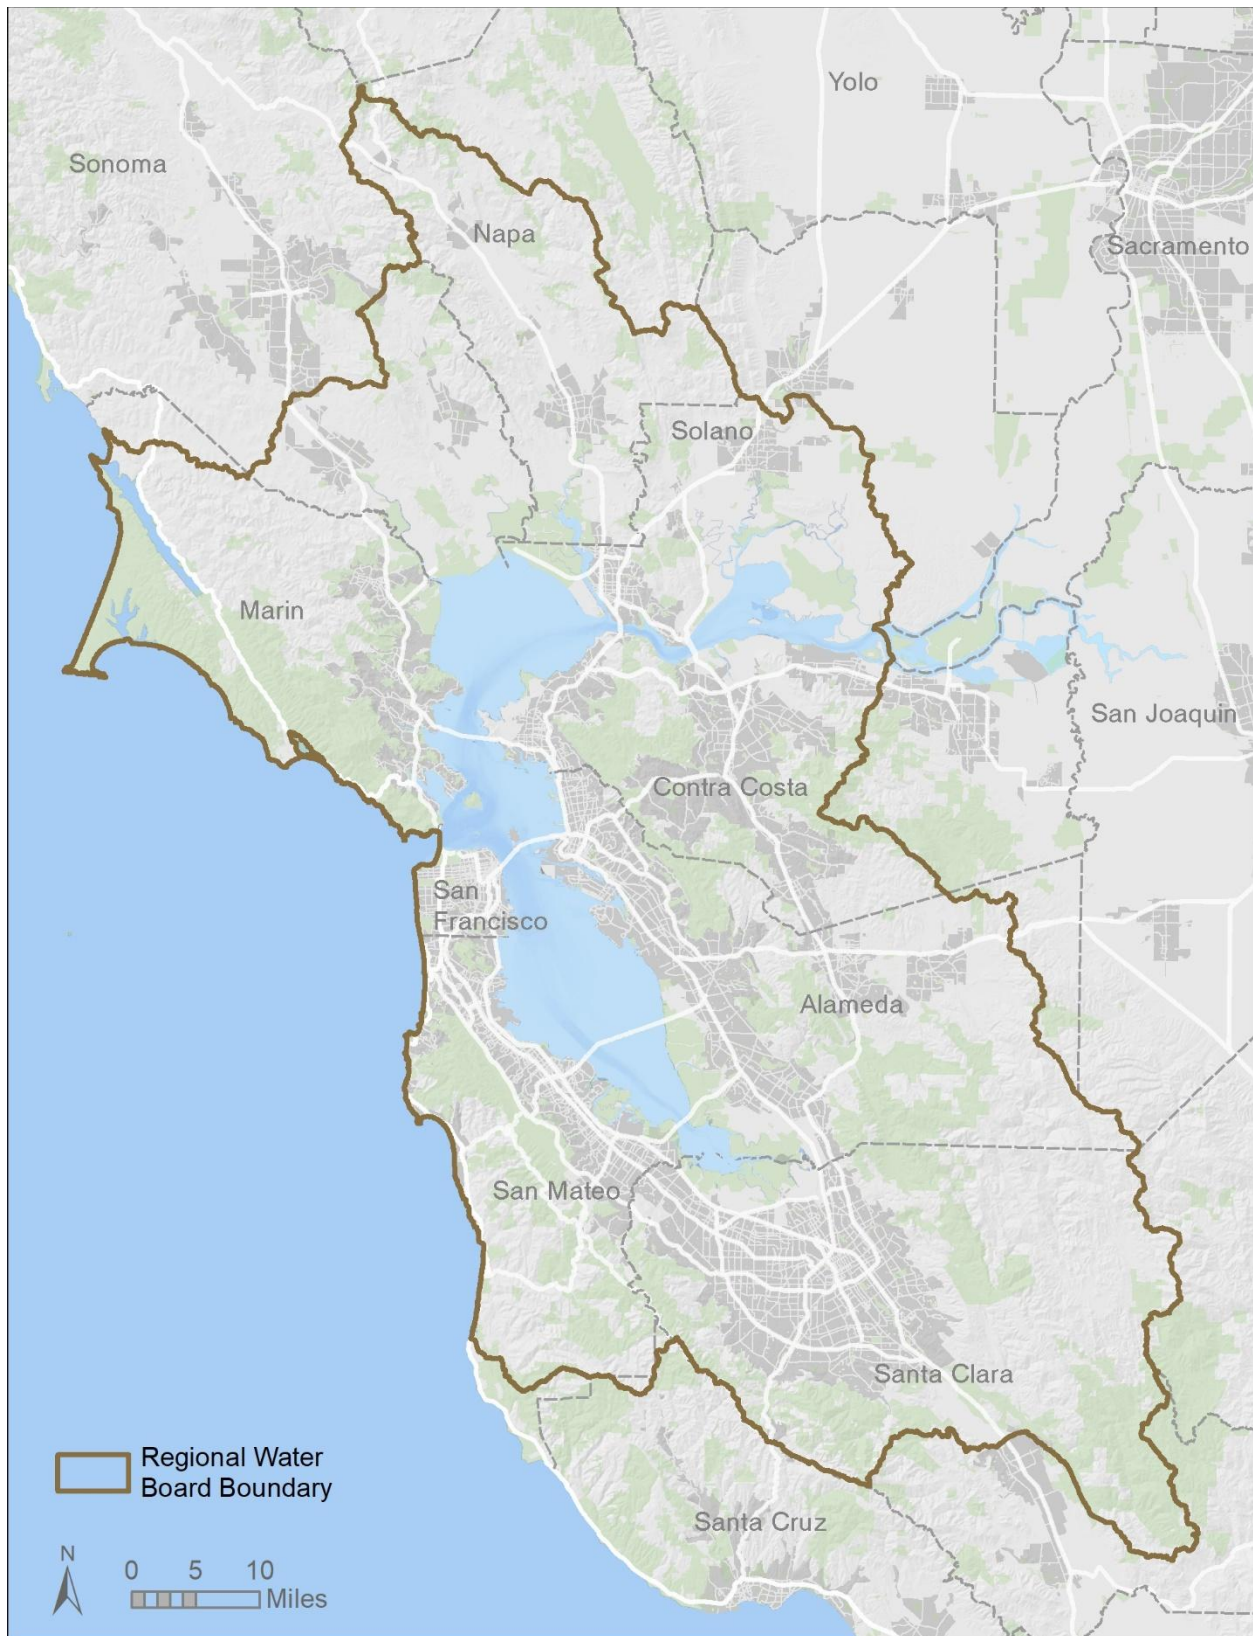 Yolo
Sonoma
Napa
Sacramento
Solano
Marin
San Joaquin
Contra Costa
San
Francisco
Alameda
San Mateo
Santa Clara
Regional Water
Board Boundary
Santa Cruz
N
0 5 10
Miles